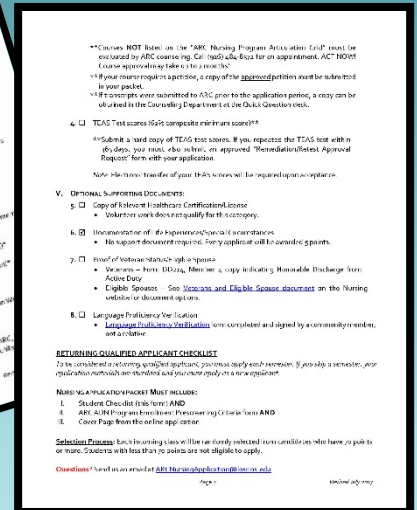 **Courses NOT listed on the "ARC Nursing Program Articulation Grid" must be
evaluated by ARC counseling. Call (916) 484-8572 for an appointment. ACT NOW!
Course approval may take up to 2 months!
**If your course requires a petition, a copy of the approved petition must be submitted
in your packet.
**If transcripts were submitted to ARC prior to the application period, a copy can be
obtained in the Counseling Department at the Quick Question desk.
4. ☐ TEAS Test scores (62% composite minimum score)**
**Submit a hard copy of TEAS test scores. If you repeated the TEAS test within
365 days, you must also submit an approved "Remediation/Retest Approval
Request" form with your application.
Note: Electronic transfer of your TEAS scores will be required upon acceptance.
V. OPTIONAL SUPPORTING DOCUMENTS:
5. ☐ Copy of Relevant Healthcare Certification/License
• Volunteer work does not qualify for this category.
6. ☑ Documentation of Life Experiences/Special Circumstances
• No support document required. Every applicant will be awarded 5 points.
7. ☐ Proof of Veteran Status/Eligible Spouse
• Veterans – Form DD214, Member 4 copy indicating Honorable Discharge from
Active Duty
• Eligible Spouses – See Veterans and Eligible Spouse document on the Nursing
website for document options.
8. ☐ Language Proficiency Verification
• Language Proficiency Verification form completed and signed by a community member,
not a relative.
RETURNING QUALIFIED APPLICANT CHECKLIST
To be considered a returning qualified applicant, you must apply each semester. If you skip a semester, your
application materials are shredded and you must apply as a new applicant.
NURSING APPLICATION PACKET MUST INCLUDE:
I. Student Checklist (this form) AND
II. ARC ADN Program Enrollment Prescreening Criteria form AND
III. Cover Page from the online application
Selection Process: Each incoming class will be randomly selected from candidates who have 70 points
or more. Students with less than 70 points are not eligible to apply.
Questions? Send us an email at ARC-NursingApplication@losrios.edu
Page 2 Revised July 2017